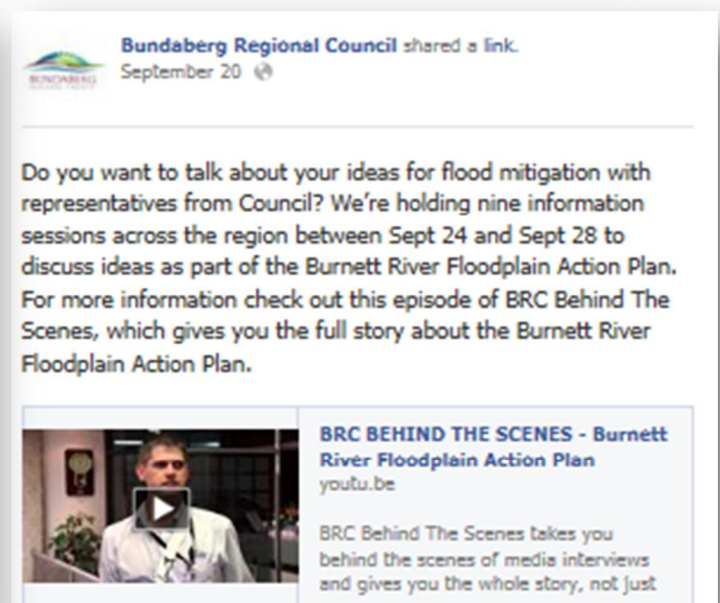 BUNDABERG
Bundaberg Regional Council shared a link.
September 20
Do you want to talk about your ideas for flood mitigation with
representatives from Council? We're holding nine information
sessions across the region between Sept 24 and Sept 28 to
discuss ideas as part of the Burnett River Floodplain Action Plan.
For more information check out this episode of BRC Behind The
Scenes, which gives you the full story about the Burnett River
Floodplain Action Plan.
BRC BEHIND THE SCENES - Burnett
River Floodplain Action Plan
youtu.be
BRC Behind The Scenes takes you
behind the scenes of media interviews
and gives you the whole story, not just